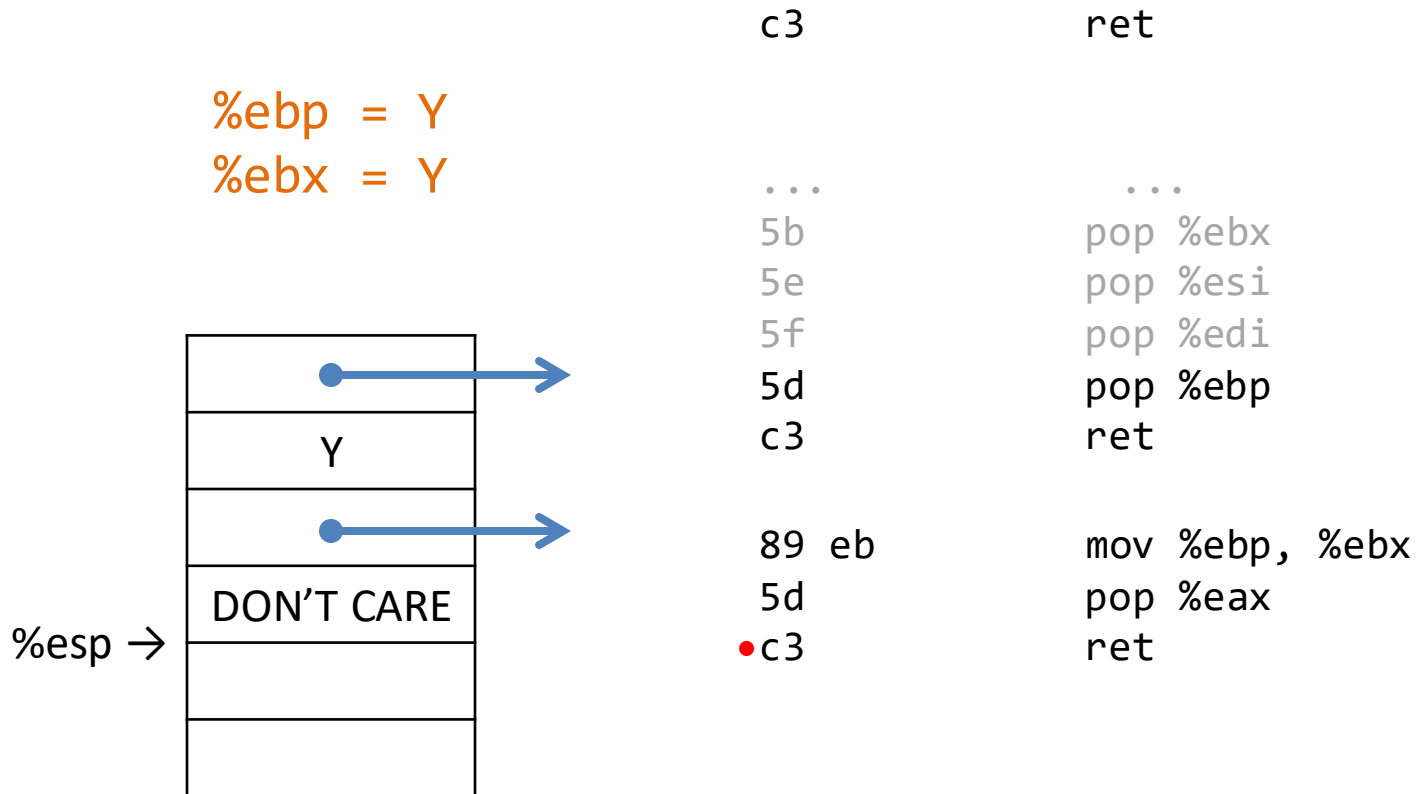 c3 ret
%ebp = Y
%ebx = Y
... ...
5b pop %ebx
5e pop %esi
5f pop %edi
5d pop %ebp
c3 ret
Y
89 eb mov %ebp, %ebx
DON’T CARE
5d pop %eax
%esp →
•c3 ret